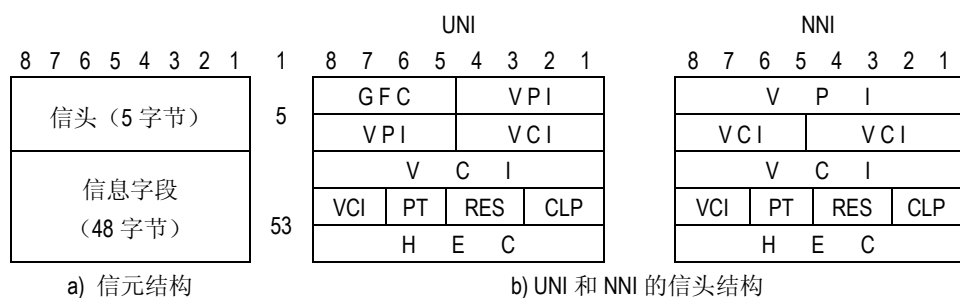 UNI NNI
8 7 6 5 4 3 2 1 1 8 7 6 5 4 3 2 1 8 7 6 5 4 3 2 1
信头（5 字节） 5 GFC VPI V P I
VPI VCI VCI VCI
V C I V C I
信息字段
（48 字节） 53 VCI PT RES CLP VCI PT RES CLP
H E C H E C
a) 信元结构 b) UNI 和 NNI 的信头结构